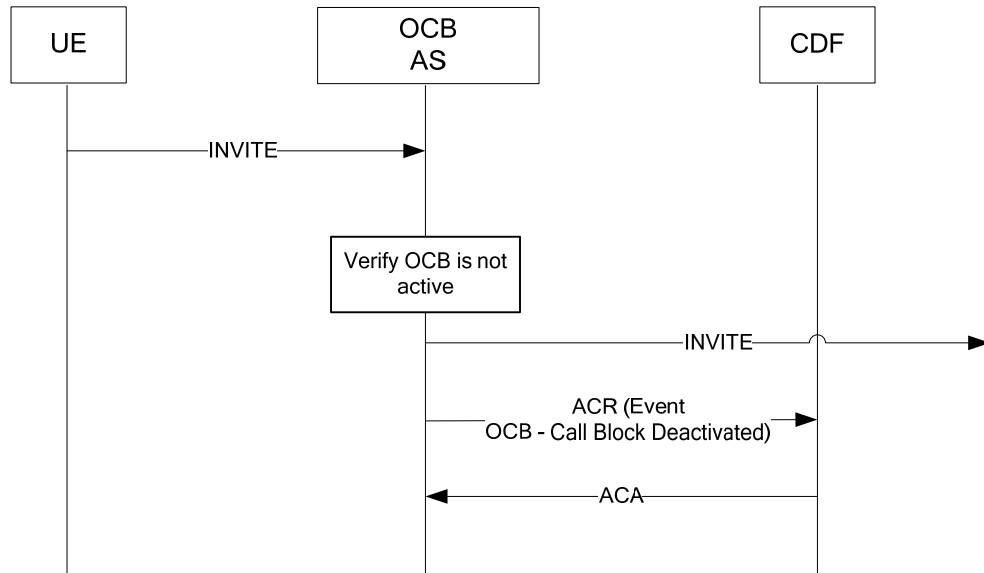 UE
OCB
AS
CDF
INVITE
Verify OCB is not
active
INVITE
ACR (Event
OCB - Call Block Deactivated)
ACA